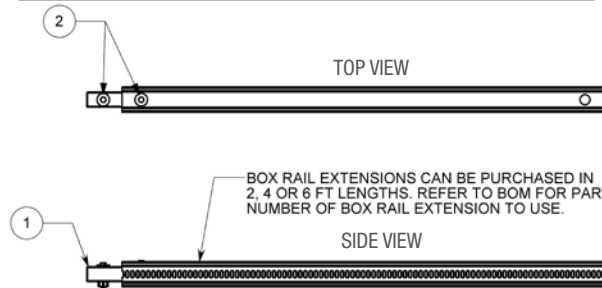 2
TOP VIEW
BOX RAIL EXTENSIONS CAN BE PURCHASED IN
2, 4 OR 6 FT LENGTHS. REFER TO BOM FOR PAR
NUMBER OF BOX RAIL EXTENSION TO USE.
1
SIDE VIEW